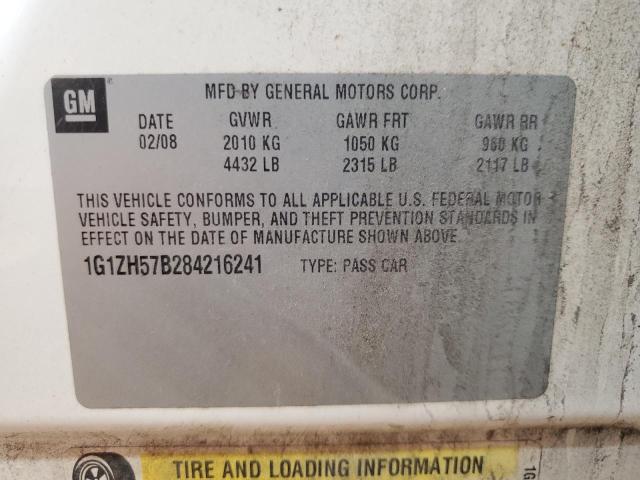 GM
MFD BY GENERAL MOTORS CORP.
DATE GVWR GAWR FRT GAWR RR
02/08 2010 KG 1050 KG 960 KG
4432 LB 2315 LB 2117 LB
THIS VEHICLE CONFORMS TO ALL APPLICABLE U.S. FEDERAL MOTOR
VEHICLE SAFETY, BUMPER, AND THEFT PREVENTION STANDARDS IN
EFFECT ON THE DATE OF MANUFACTURE SHOWN ABOVE.
1G1ZH57B284216241 TYPE: PASS CAR
TIRE AND LOADING INFORMATION
1G